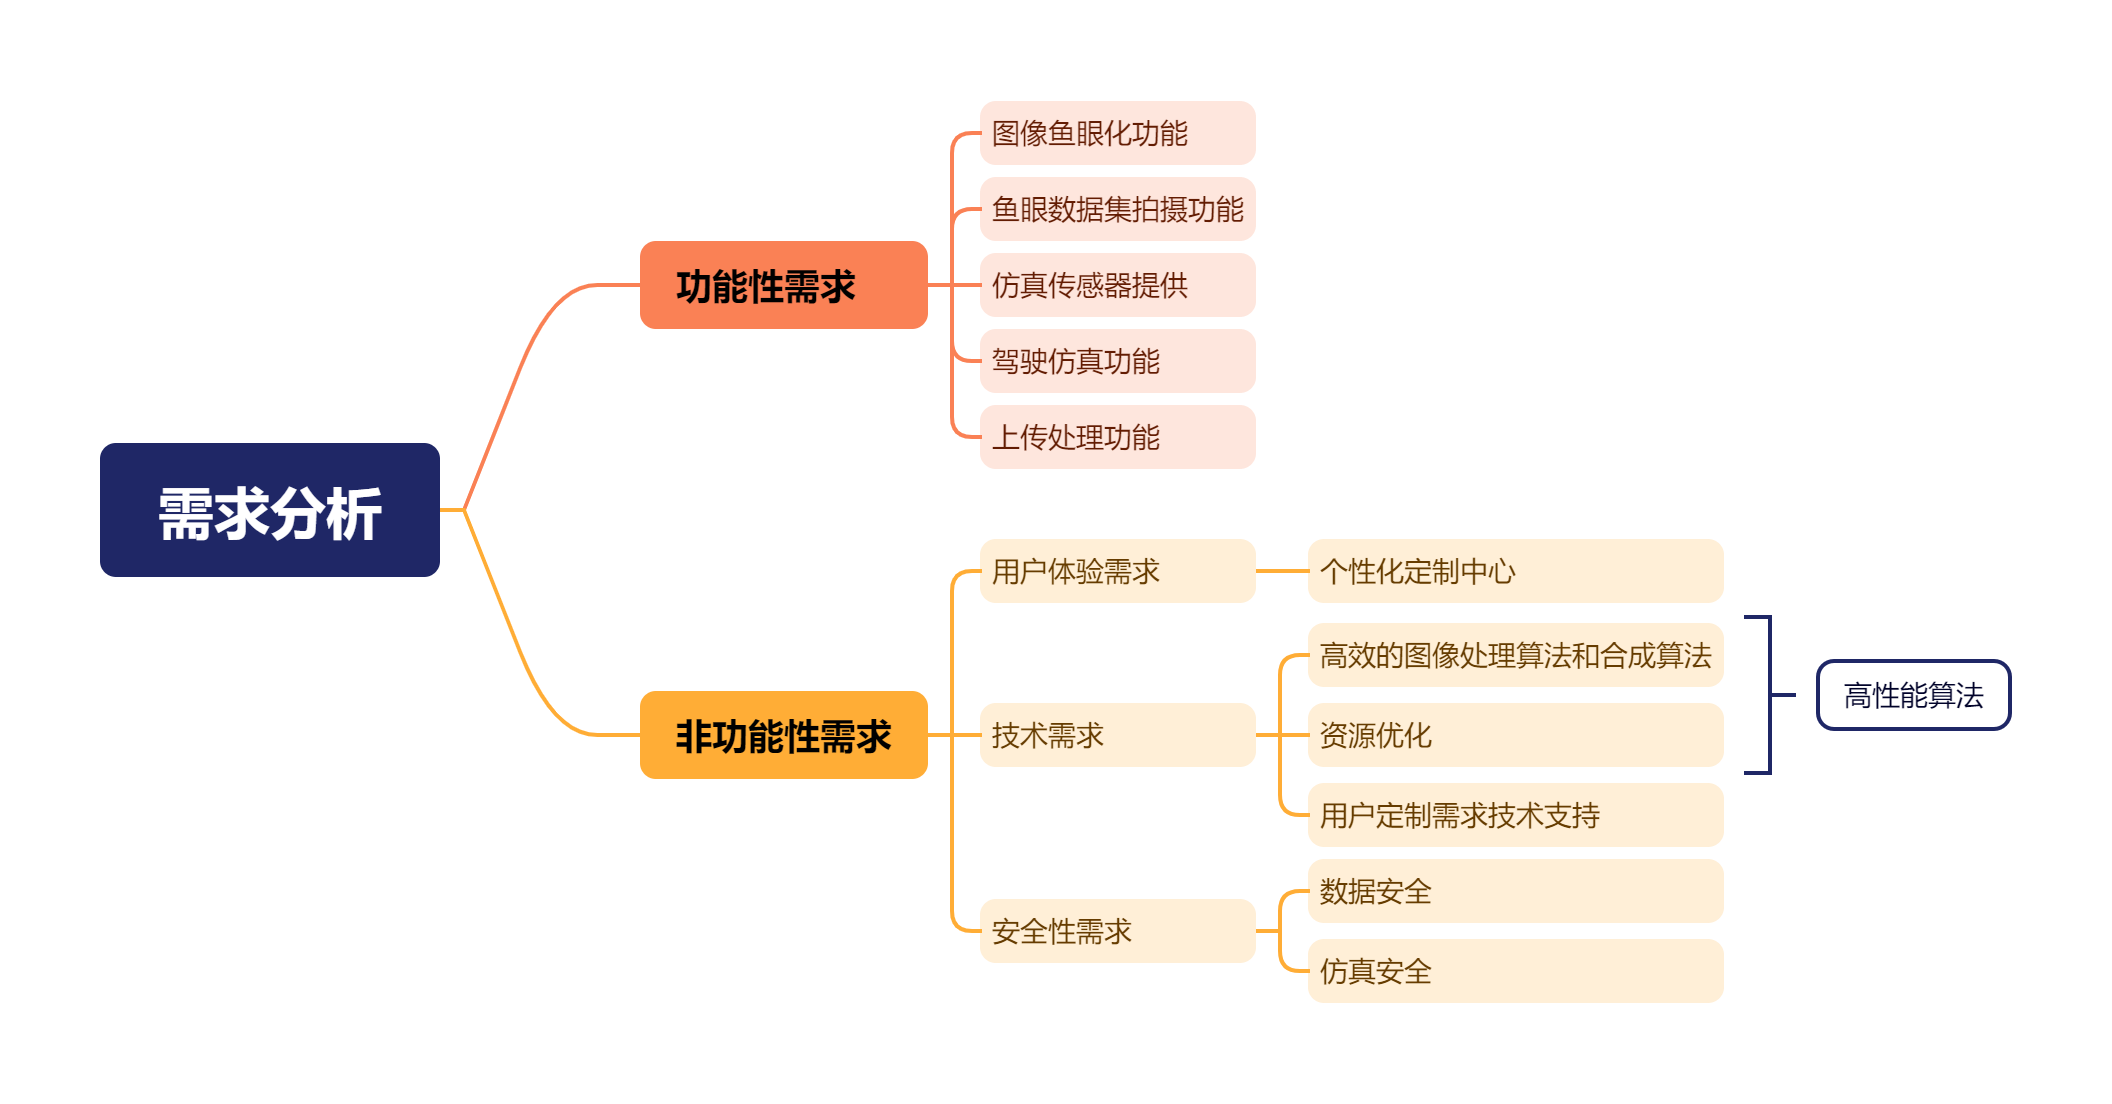 需求分析
功能性需求
图像鱼眼化功能
鱼眼数据集拍摄功能
仿真传感器提供
驾驶仿真功能
上传处理功能
非功能性需求
用户体验需求
个性化定制中心
技术需求
高效的图像处理算法和合成算法
资源优化
用户定制需求技术支持
高性能算法
安全性需求
数据安全
仿真安全